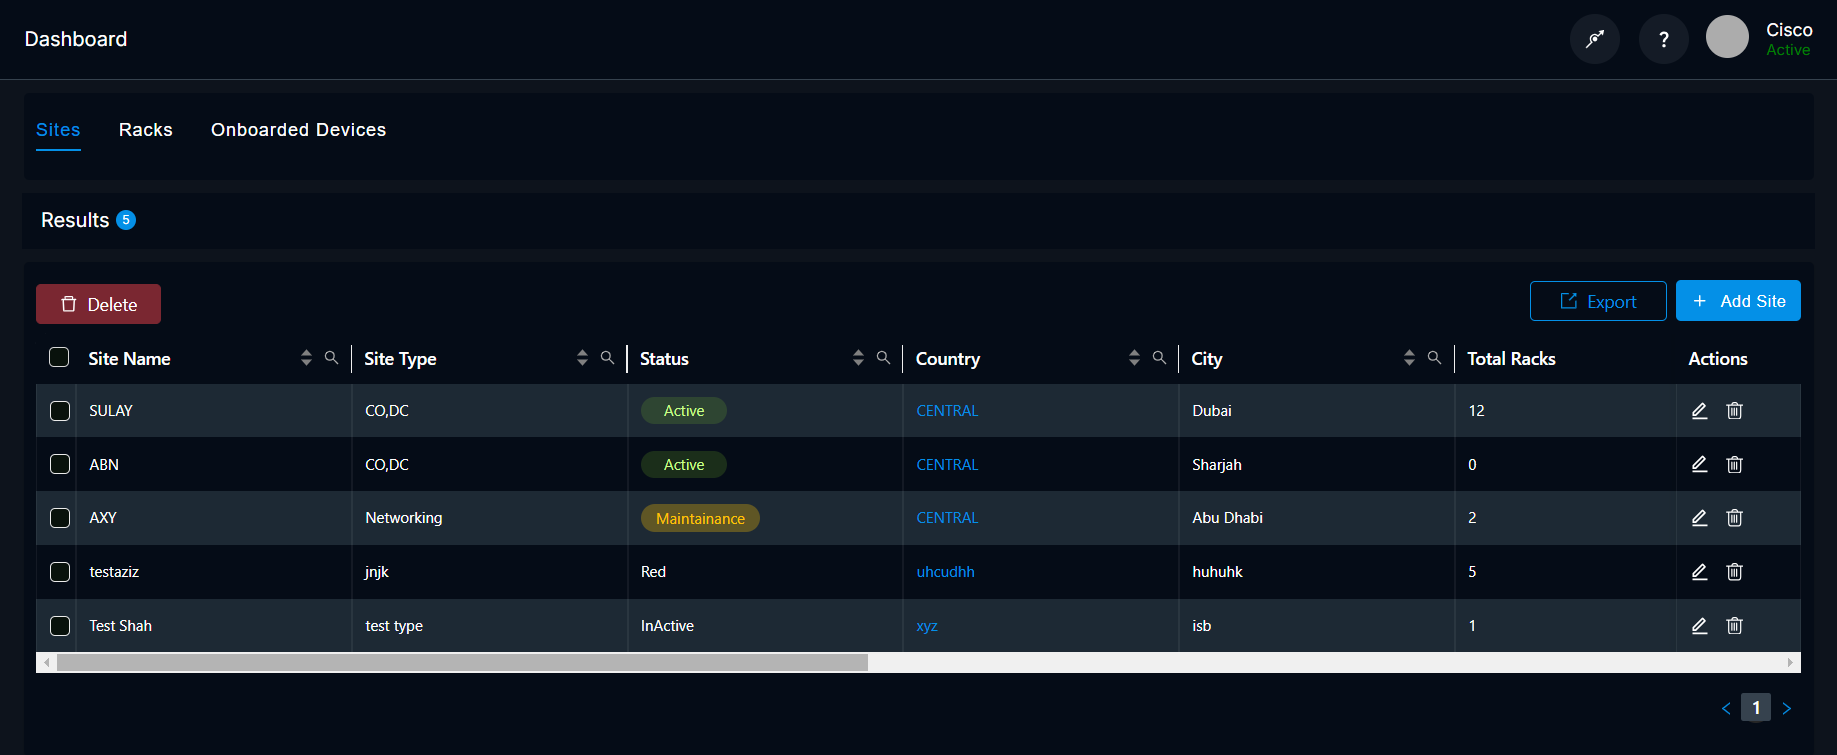 Dashboard
?
Cisco
Active
Sites Racks Onboarded Devices
Results 5
Delete
Export
+ Add Site
Site Name Site Type Status Country City Total Racks Actions
SULAY CO,DC Active CENTRAL Dubai 12
ABN CO,DC Active CENTRAL Sharjah 0
AXY Networking Maintainance CENTRAL Abu Dhabi 2
testaziz jnjk Red uhcudhh huhuhk 5
Test Shah test type InActive xyz isb 1
< 1 >